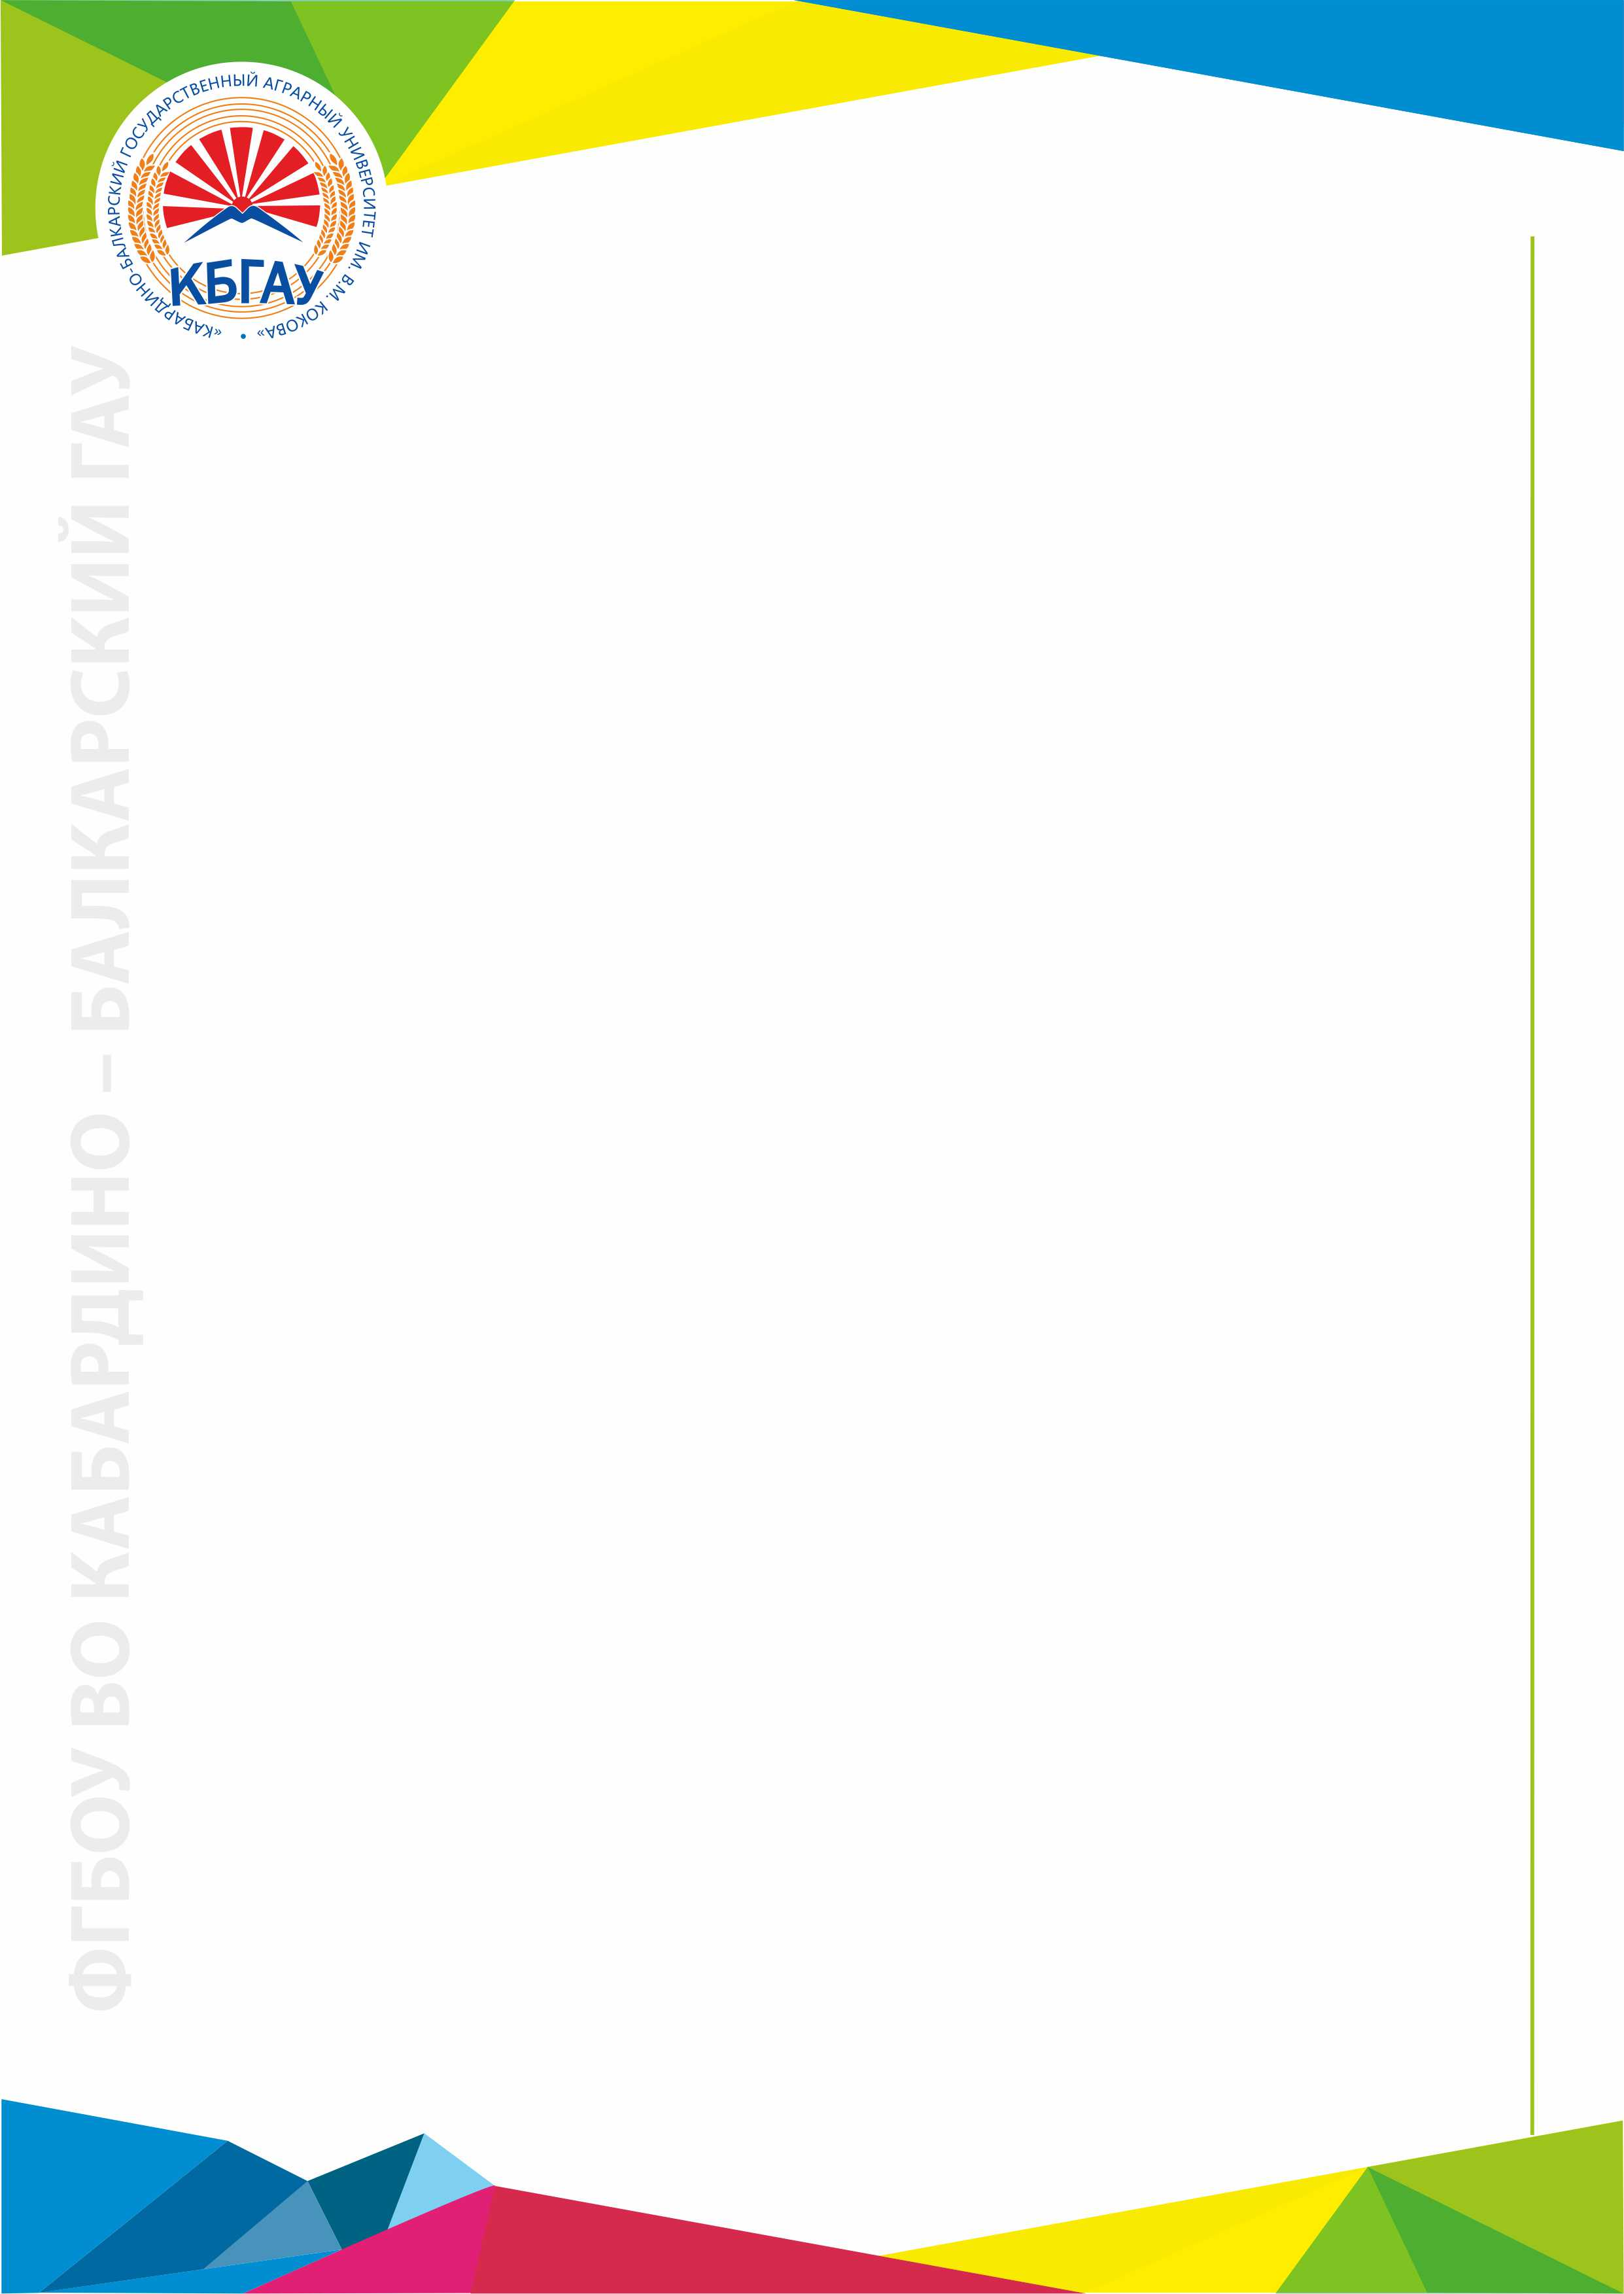 «КАБАРДИНО-БАЛКАРСКИЙ ГОСУДАРСТВЕННЫЙ АГРАРНЫЙ УНИВЕРСИТЕТ ИМ. В.М. КОКОВА»
КБГАУ
ФГБОУ ВО КАБАРДИНО – БАЛКАРСКИЙ ГАУ